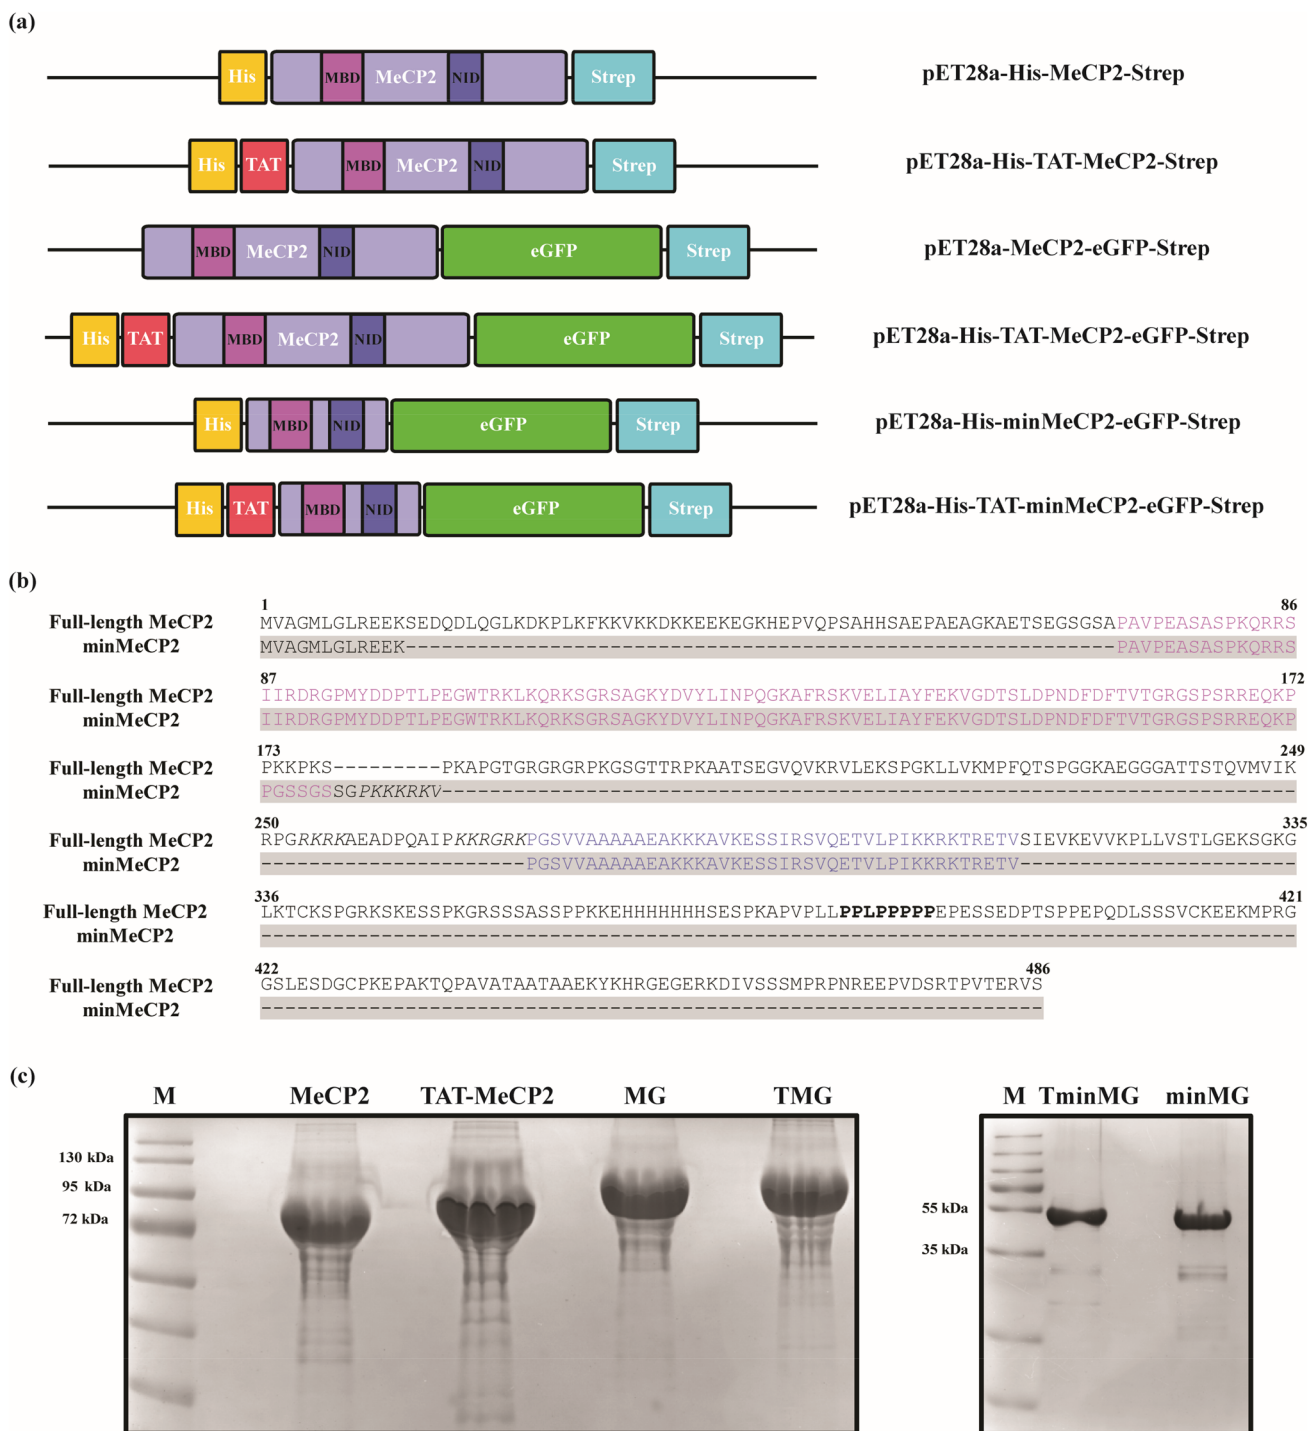 (a)
His MBD MeCP2 NID Strep pET28a-His-MeCP2-Strep
His TAT MBD MeCP2 NID Strep pET28a-His-TAT-MeCP2-Strep
MBD MeCP2 NID eGFP Strep pET28a-MeCP2-eGFP-Strep
His TAT MBD MeCP2 NID eGFP Strep pET28a-His-TAT-MeCP2-eGFP-Strep
His MBD NID eGFP Strep pET28a-His-minMeCP2-eGFP-Strep
His TAT MBD NID eGFP Strep pET28a-His-TAT-minMeCP2-eGFP-Strep
(b)
1 86
Full-length MeCP2 MVAGMLGLREEKSEDQDLQGLKDKPLKFKKVKKDKKEEKEGKHEPVQPSAHHSAEPAEAGKAETSEGSGSAPAVPEASASPKQRRS
minMeCP2 MVAGMLGLREEK-----------------------------------------------------------PAVPEASASPKQRRS
87 172
Full-length MeCP2 IIRDRGPMYDDPTLPEGWTRKLKQRKSGRSAGKYDVYLINPQGKAFRSKVELIAYFEKVGDTSLDPNDFDFTVTGRGSPSRREQKP
minMeCP2 IIRDRGPMYDDPTLPEGWTRKLKQRKSGRSAGKYDVYLINPQGKAFRSKVELIAYFEKVGDTSLDPNDFDFTVTGRGSPSRREQKP
173 249
Full-length MeCP2 PKKPKS---------PKAPGTGRGRGRPKGSGTTRPKAATSEGVQVKRVLEKSPGKLLVKMPFQTSPGGKAEGGGATTSTQVMVIK
minMeCP2 PGSSGSSGPKKKRKV-----------------------------------------------------------------------
250 335
Full-length MeCP2 RPGRKRKAEADPQAIPKKRGRKPGSVVAAAAAEAKKKAVKESSIRSVQETVLPIKKRKTRETVSIEVKEVVKPLLVSTLGEKSGKG
minMeCP2 ----------------------PGSVVAAAAAEAKKKAVKESSIRSVQETVLPIKKRKTRETV-----------------------
336 421
Full-length MeCP2 LKTCKSPGRKSKESSPKGRSSSASSPPKKEHHHHHHHSESPKAPVPLLPPLPPPPPEPESSEDPTSPPEPQDLSSSVCKEEKMPRG
minMeCP2 --------------------------------------------------------------------------------------
422 486
Full-length MeCP2 GSLESDGCPKEPAKTQPAVATAATAAEKYKHRGEGERKDIVSSSMPRPNREEPVDSRTPVTERVS
minMeCP2 -----------------------------------------------------------------
(c)
M MeCP2 TAT-MeCP2 MG TMG M TminMG minMG
130 kDa
95 kDa
72 kDa
55 kDa
35 kDa